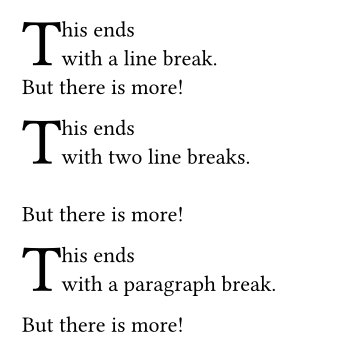 This ends
with a line break.
But there is more!
This ends
with two line breaks.
But there is more!
This ends
with a paragraph break.
But there is more!